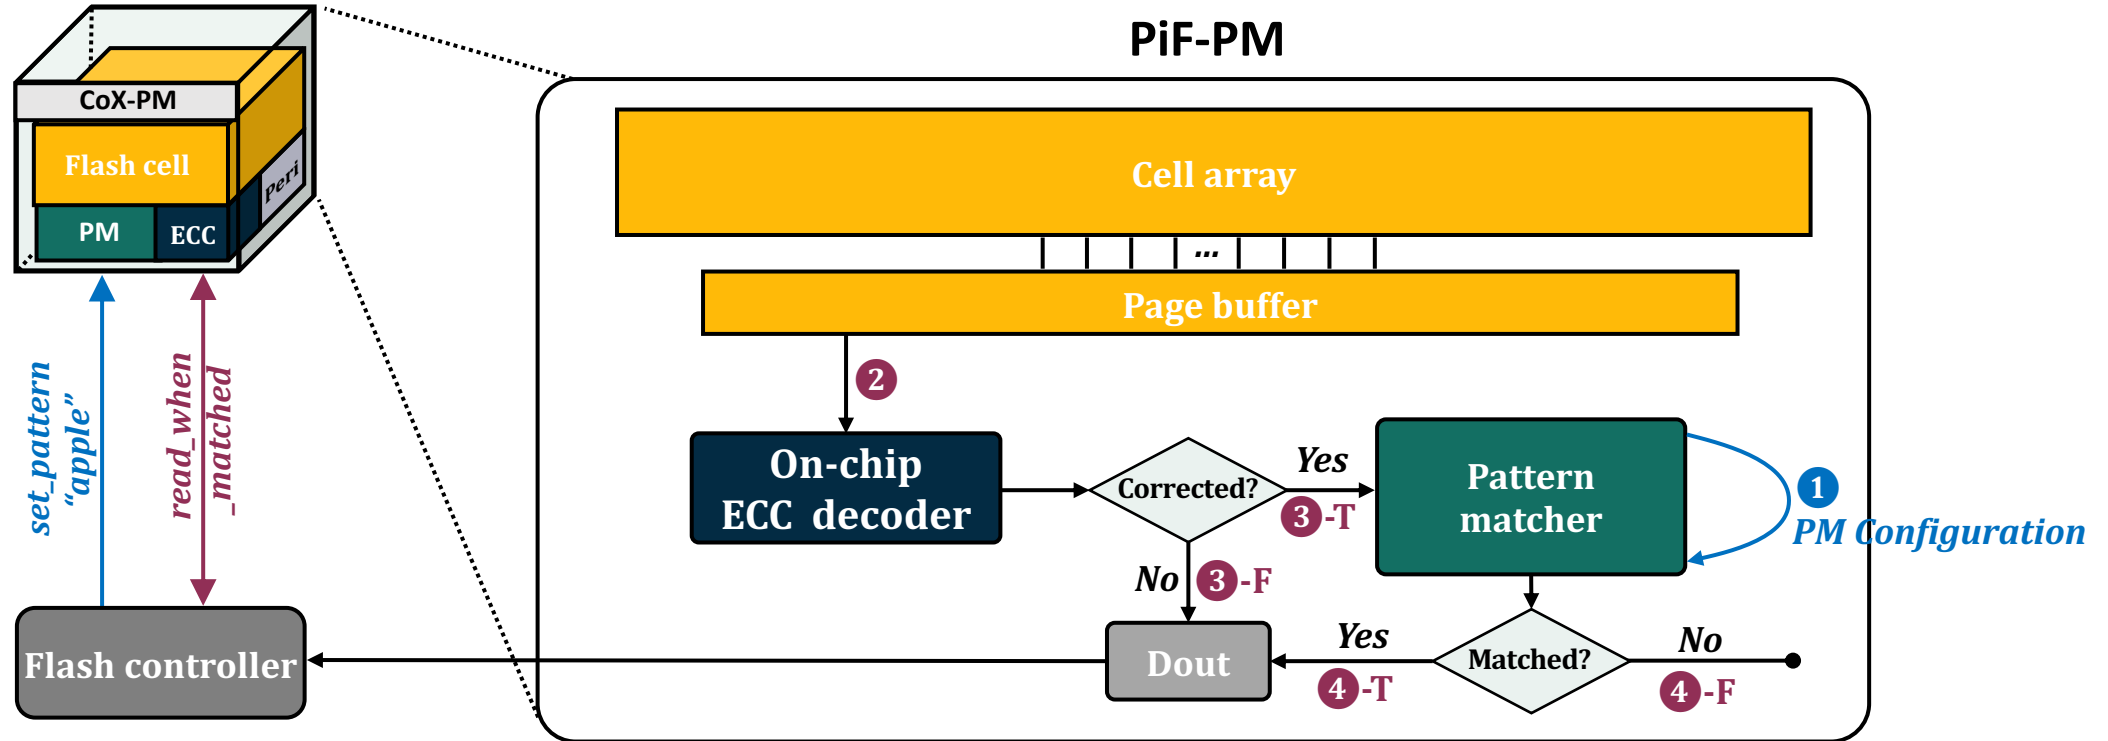 PiF-PM
CoX-PM
Flash cell
Peri
PM
ECC
set_pattern
“apple”
read_when
_matched
Flash controller
Cell array
...
Page buffer
2
On-chip
ECC decoder
Corrected?
Yes
3-T
No
3-F
Pattern
matcher
1
PM Configuration
Matched?
Yes
4-T
No
4-F
Dout